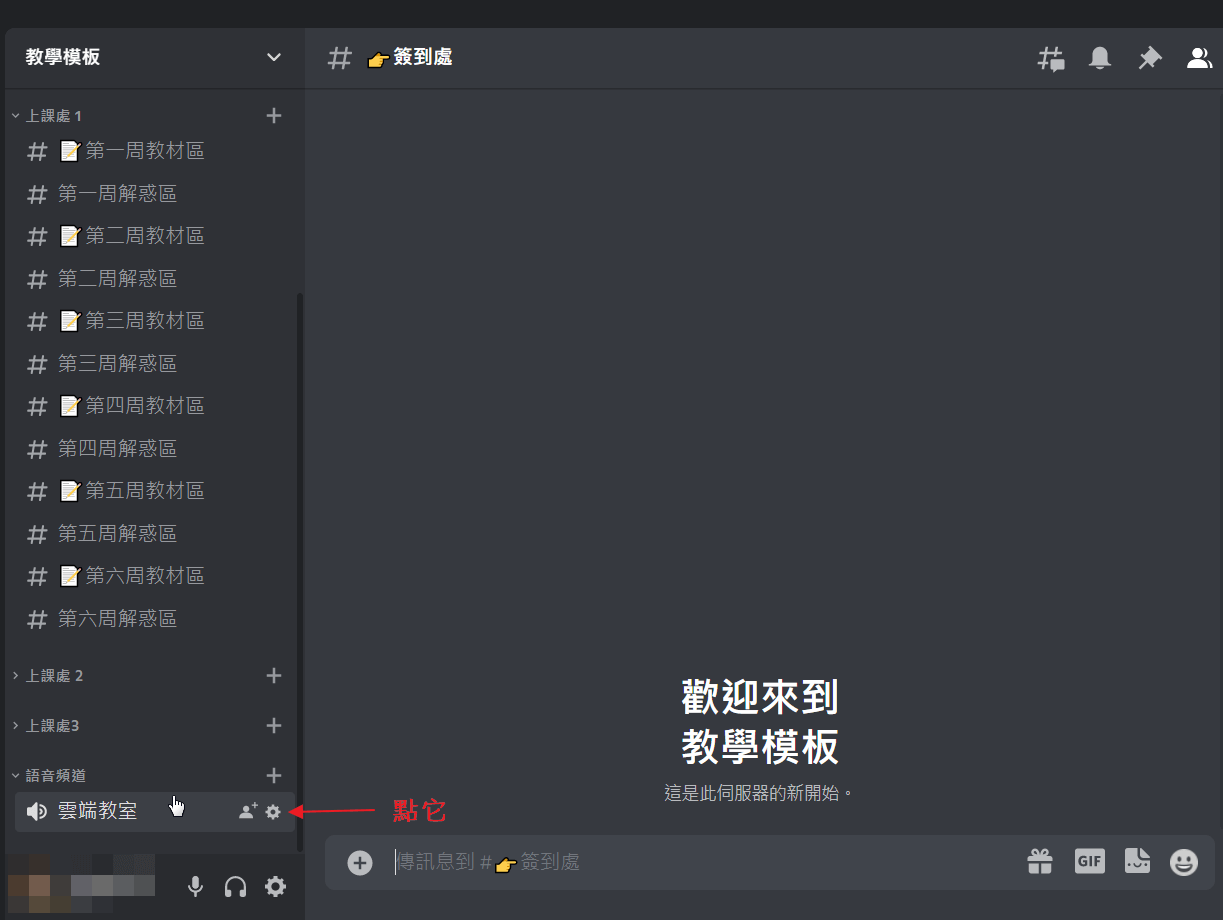 教學模板
# 👉簽到處
上課處 1
# 📝第一周教材區
# 第一周解惑區
# 📝第二周教材區
# 第二周解惑區
# 📝第三周教材區
# 第三周解惑區
# 📝第四周教材區
# 第四周解惑區
# 📝第五周教材區
# 第五周解惑區
# 📝第六周教材區
# 第六周解惑區
上課處 2
上課處3
語音頻道
雲端教室
點它
歡迎來到
教學模板
這是此伺服器的新開始。
傳訊息到 #👉簽到處
GIF